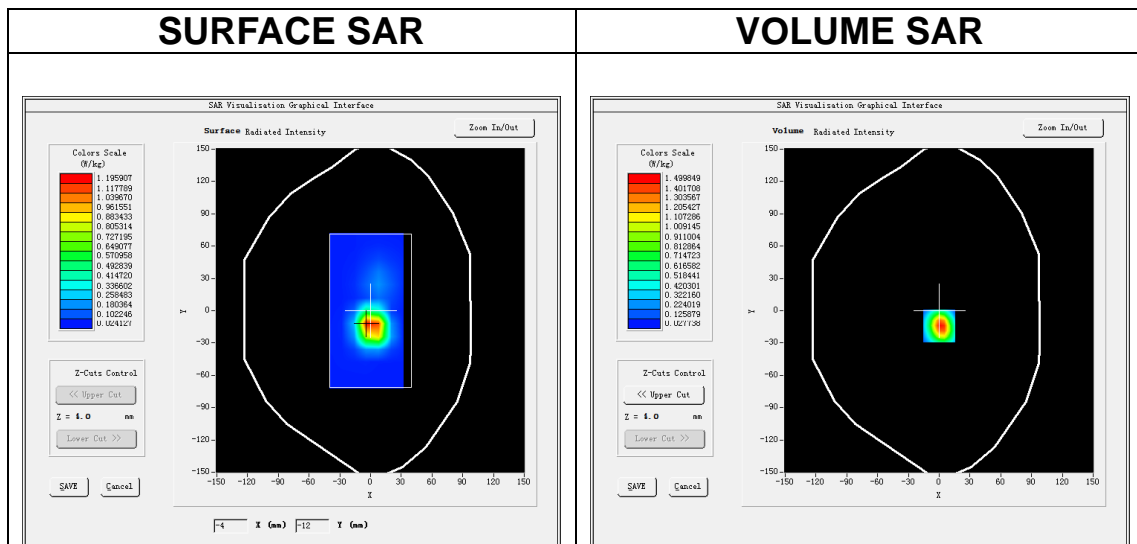 SURFACE SAR
VOLUME SAR
SAR Visualisation Graphical Interface
Surface Radiated Intensity
Zoom In/Out
Colors Scale
(W/kg)
1.195907
1.117789
1.039670
0.961551
0.883433
0.805314
0.727195
0.649077
0.570958
0.492839
0.414720
0.336602
0.258483
0.180364
0.102246
0.024127
Z-Cuts Control
<< Upper Cut
Z = 4.0 mm
Lower Cut >>
SAVE
Cancel
150
120
90
60
30
0
-30
-60
-90
-120
-150
Y
-150 -120 -90 -60 -30 0 30 60 90 120 150
X
-4 X (mm) -12 Y (mm)
SAR Visualisation Graphical Interface
Volume Radiated Intensity
Zoom In/Out
Colors Scale
(W/kg)
1.499849
1.401708
1.303567
1.205427
1.107286
1.009145
0.911004
0.812864
0.714723
0.616582
0.518441
0.420301
0.322160
0.224019
0.125879
0.027738
Z-Cuts Control
<< Upper Cut
Z = 4.0 mm
Lower Cut >>
SAVE
Cancel
150
120
90
60
30
0
-30
-60
-90
-120
-150
Y
-150 -120 -90 -60 -30 0 30 60 90 120 150
X